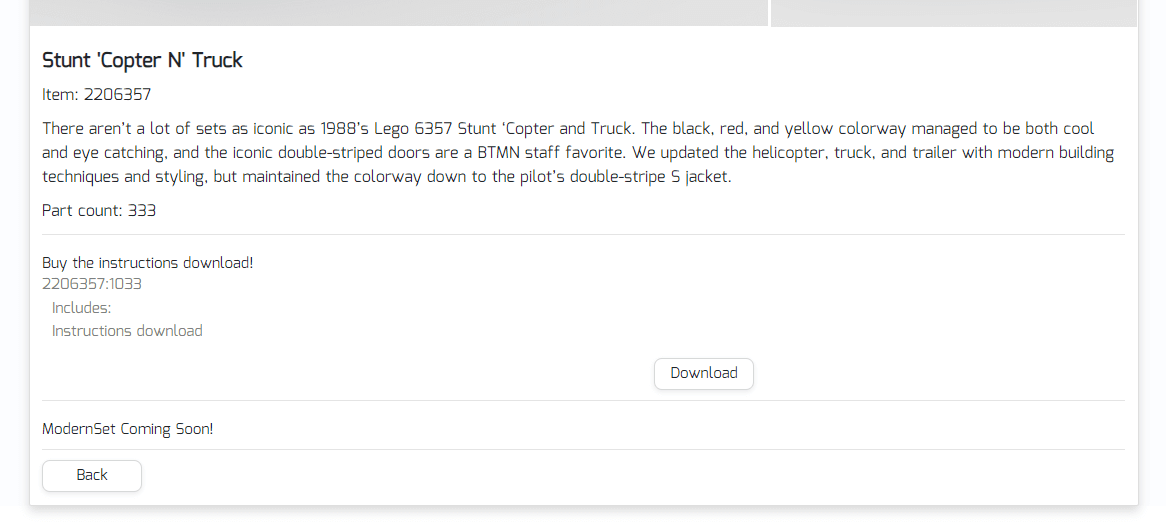 Stunt 'Copter N' Truck
Item: 2206357
There aren’t a lot of sets as iconic as 1988’s Lego 6357 Stunt ‘Copter and Truck. The black, red, and yellow colorway managed to be both cool
and eye catching, and the iconic double-striped doors are a BTMN staff favorite. We updated the helicopter, truck, and trailer with modern building
techniques and styling, but maintained the colorway down to the pilot’s double-stripe S jacket.
Part count: 333
Buy the instructions download!
2206357:1033
Includes:
Instructions download
Download
ModernSet Coming Soon!
Back